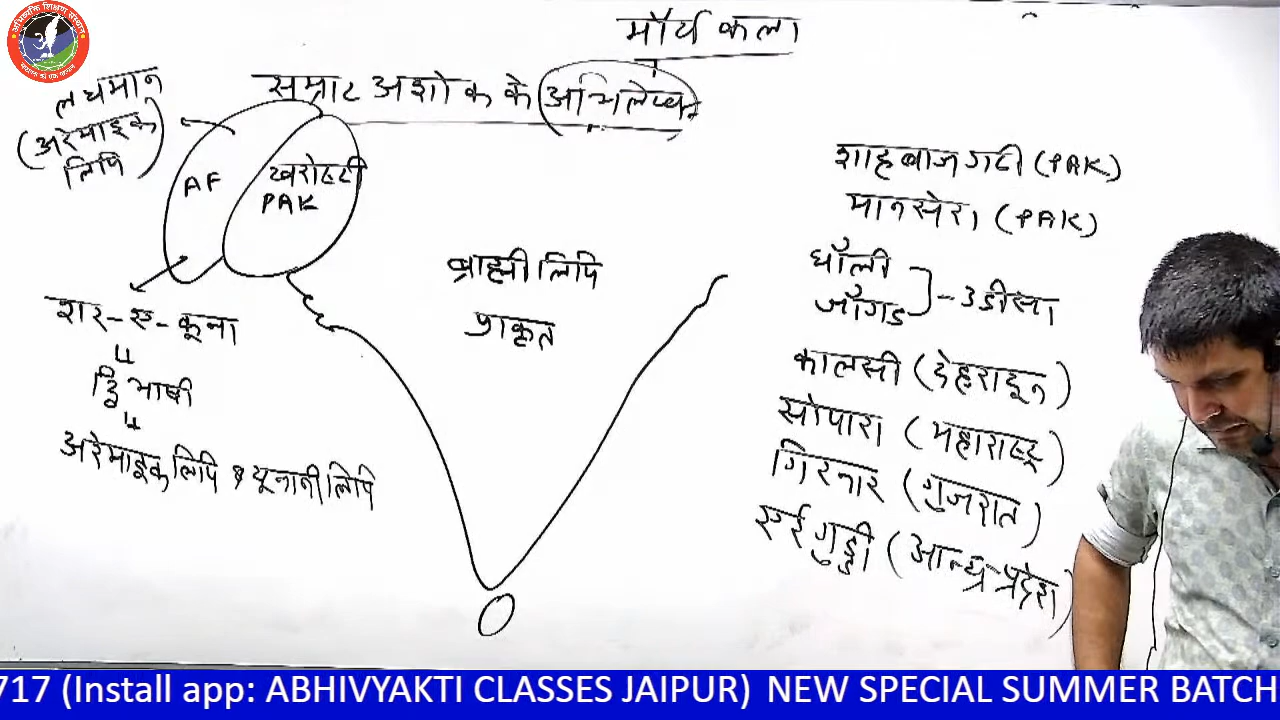 मौर्य कला
सम्राट अशोक के अभिलेख
लघमान
(अरेमाइक
लिपि)
AF
खरोष्टी
PAK
शार-ए-कूना
द्विभाषी
अरेमाइक लिपि व यूनानी लिपि
ब्राह्मी लिपि
प्राकृत
शाहबाजगढी (PAK)
मानसेरा (PAK)
धौली
जौगड - उडीसा
कालसी (देहरादून)
सोपारा (महाराष्ट्र)
गिरनार (गुजरात)
एर्रगुड्डी (आन्ध्र-प्रदेश)
717 (Install app: ABHIVYAKTI CLASSES JAIPUR) NEW SPECIAL SUMMER BATCH